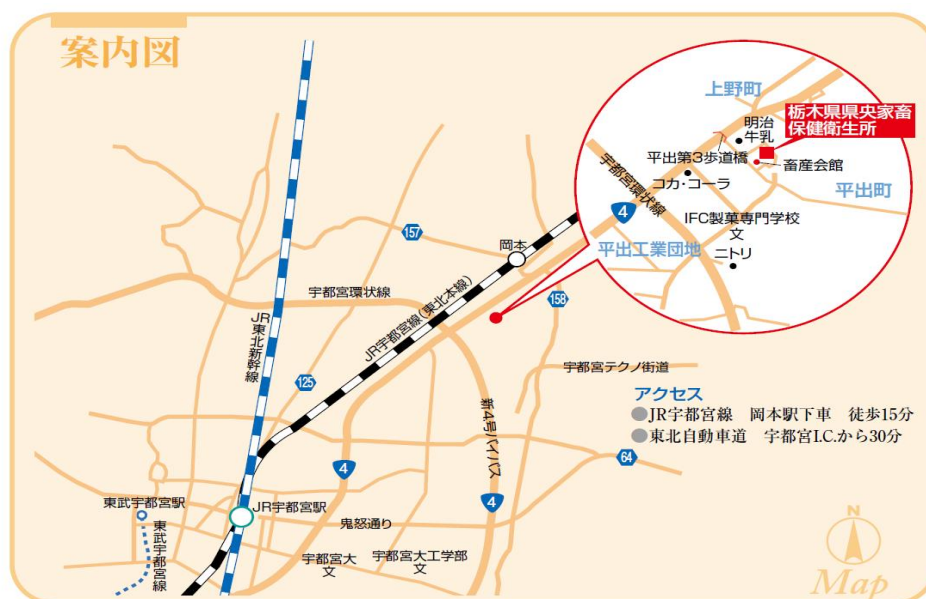 案内図
上野町
栃木県県央家畜
保健衛生所
明治
牛乳
平出第3歩道橋
畜産会館
コカ・コーラ
平出町
宇都宮環状線
4
IFC製菓専門学校
文
平出工業団地
ニトリ
157
岡本
158
宇都宮環状線
JR宇都宮線(東北本線)
JR東北新幹線
125
宇都宮テクノ街道
アクセス
JR宇都宮線 岡本駅下車 徒歩15分
東北自動車道 宇都宮I.C.から30分
新4号バイパス
64
4
4
東武宇都宮駅
JR宇都宮駅
鬼怒通り
東武宇都宮線
宇都宮大
文
宇都宮大工学部
文
N
Map